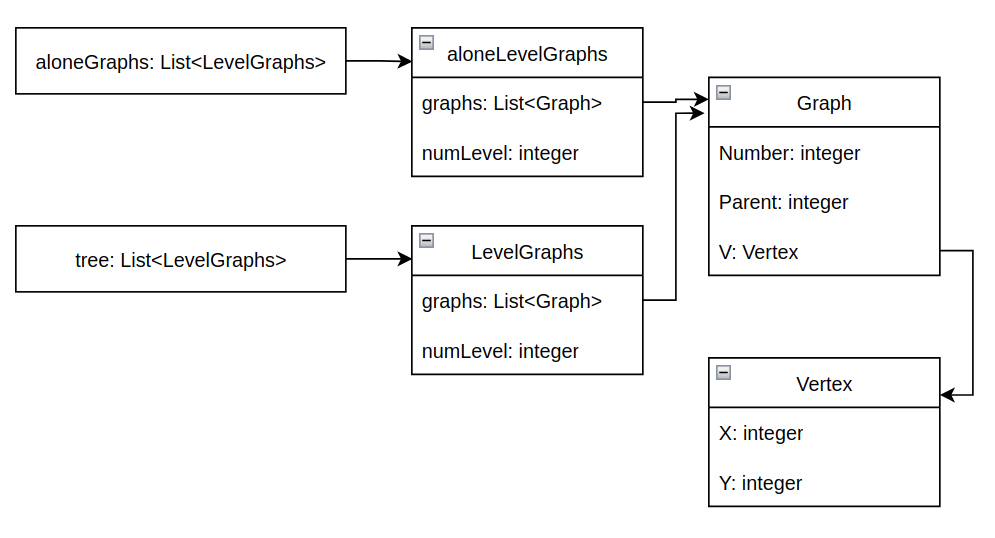 aloneGraphs: List<LevelGraphs>
aloneLevelGraphs
graphs: List<Graph>
numLevel: integer
tree: List<LevelGraphs>
LevelGraphs
graphs: List<Graph>
numLevel: integer
Graph
Number: integer
Parent: integer
V: Vertex
Vertex
X: integer
Y: integer